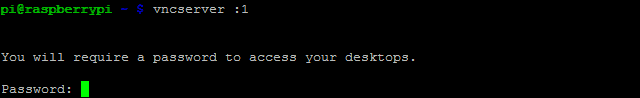 pi@raspberrypi ~ $ vncserver :1
You will require a password to access your desktops.
Password: